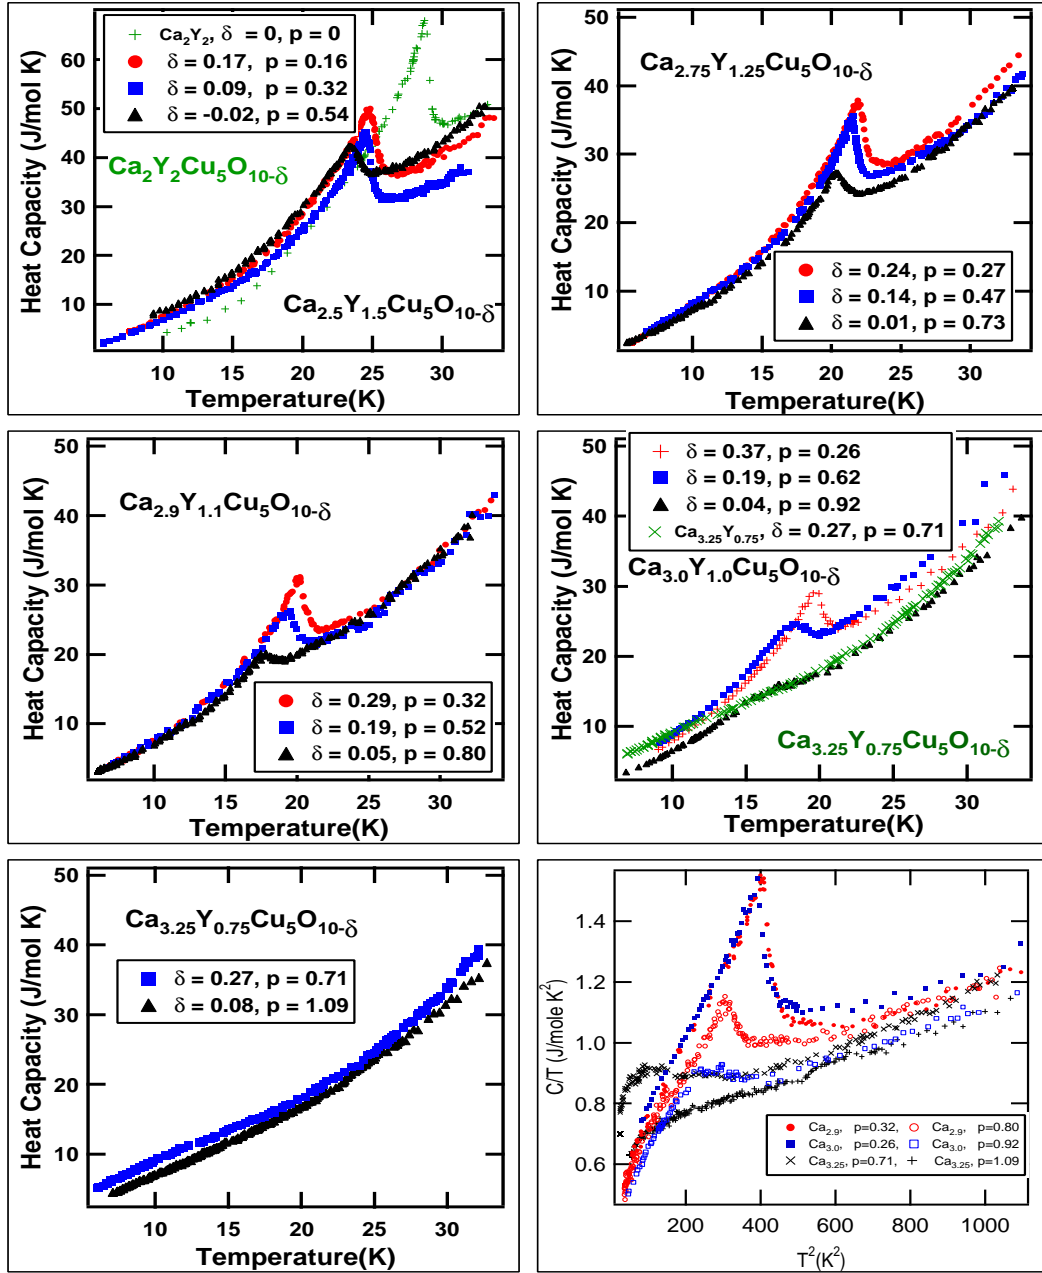 Ca₂Y₂, δ = 0, p = 0
δ = 0.17, p = 0.16
δ = 0.09, p = 0.32
δ = -0.02, p = 0.54
Ca₂Y₂Cu₅O₁₀₋δ
Ca₂.₅Y₁.₅Cu₅O₁₀₋δ
Heat Capacity (J/mol K)
60
50
40
30
20
10
10 15 20 25 30
Temperature(K)
Ca₂.₇₅Y₁.₂₅Cu₅O₁₀₋δ
δ = 0.24, p = 0.27
δ = 0.14, p = 0.47
δ = 0.01, p = 0.73
Heat Capacity (J/mol K)
50
40
30
20
10
10 15 20 25 30
Temperature(K)
Ca₂.₉Y₁.₁Cu₅O₁₀₋δ
δ = 0.29, p = 0.32
δ = 0.19, p = 0.52
δ = 0.05, p = 0.80
Heat Capacity (J/mol K)
50
40
30
20
10
10 15 20 25 30
Temperature(K)
δ = 0.37, p = 0.26
δ = 0.19, p = 0.62
δ = 0.04, p = 0.92
Ca₃.₂₅Y₀.₇₅, δ = 0.27, p = 0.71
Ca₃.₀Y₁.₀Cu₅O₁₀₋δ
Ca₃.₂₅Y₀.₇₅Cu₅O₁₀₋δ
Heat Capacity (J/mol K)
50
40
30
20
10
10 15 20 25 30
Temperature(K)
Ca₃.₂₅Y₀.₇₅Cu₅O₁₀₋δ
δ = 0.27, p = 0.71
δ = 0.08, p = 1.09
Heat Capacity (J/mol K)
50
40
30
20
10
10 15 20 25 30
Temperature(K)
C/T (J/mole K²)
1.4
1.2
1.0
0.8
0.6
Ca₂.₉, p=0.32, Ca₂.₉, p=0.80
Ca₃.₀, p=0.26, Ca₃.₀, p=0.92
Ca₃.₂₅, p=0.71, Ca₃.₂₅, p=1.09
200 400 600 800 1000
T²(K²)